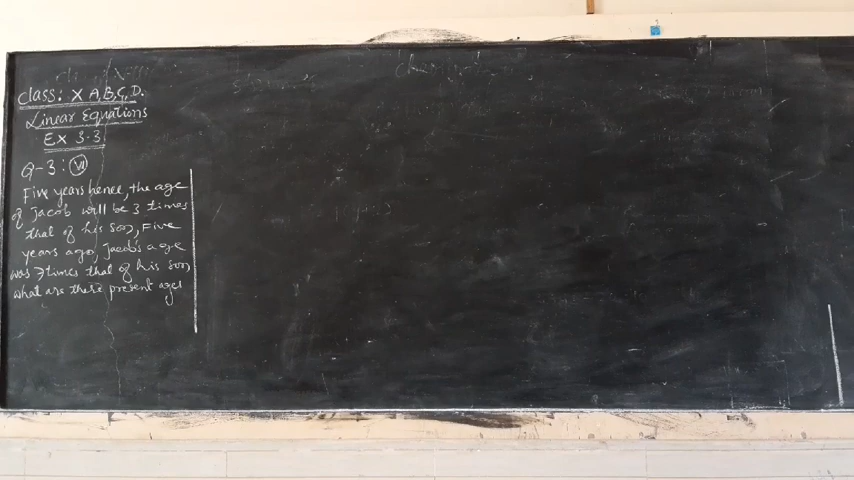 class: X A,B,C,D.
Linear Equations
Ex 3.3
Q-3: (vi)
Five years hence, the age
of Jacob will be 3 times
that of his son, Five
years ago, Jacob's age
was 7 times that of his son
what are there present ages